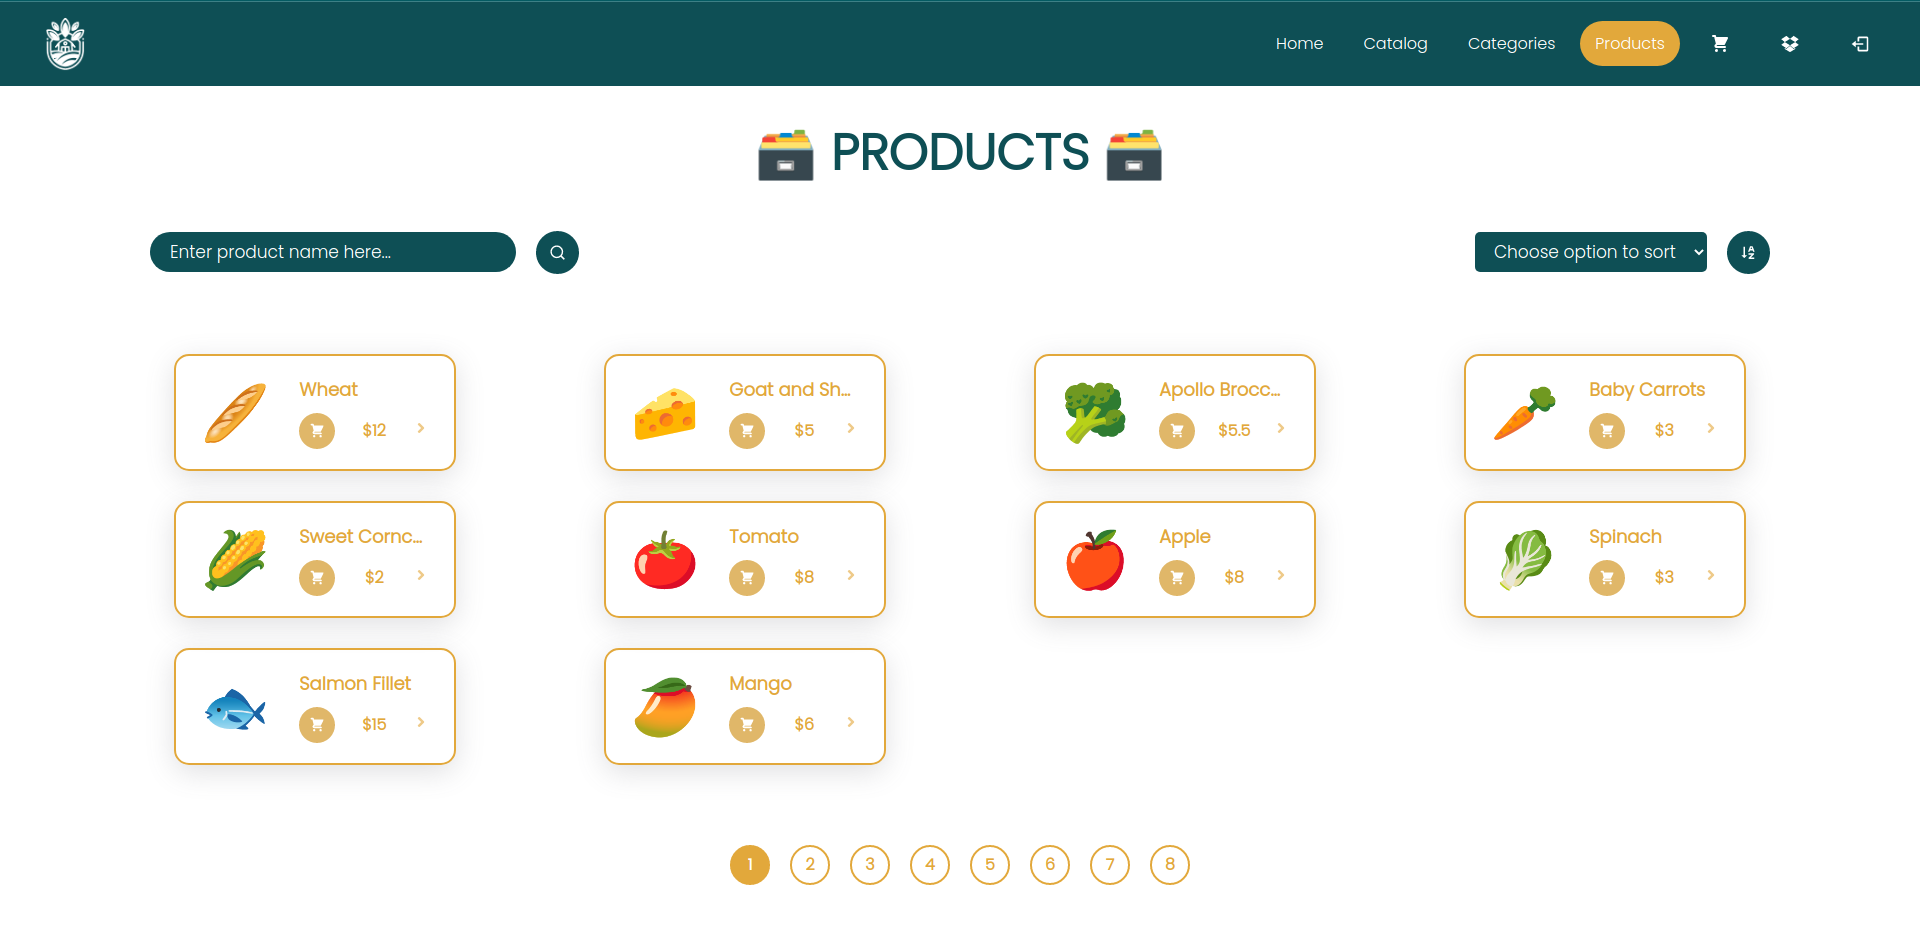 Home Catalog Categories Products
PRODUCTS
Enter product name here...
Choose option to sort
Wheat
$12
Goat and Sh...
$5
Apollo Brocc...
$5.5
Baby Carrots
$3
Sweet Cornc...
$2
Tomato
$8
Apple
$8
Spinach
$3
Salmon Fillet
$15
Mango
$6
1 2 3 4 5 6 7 8